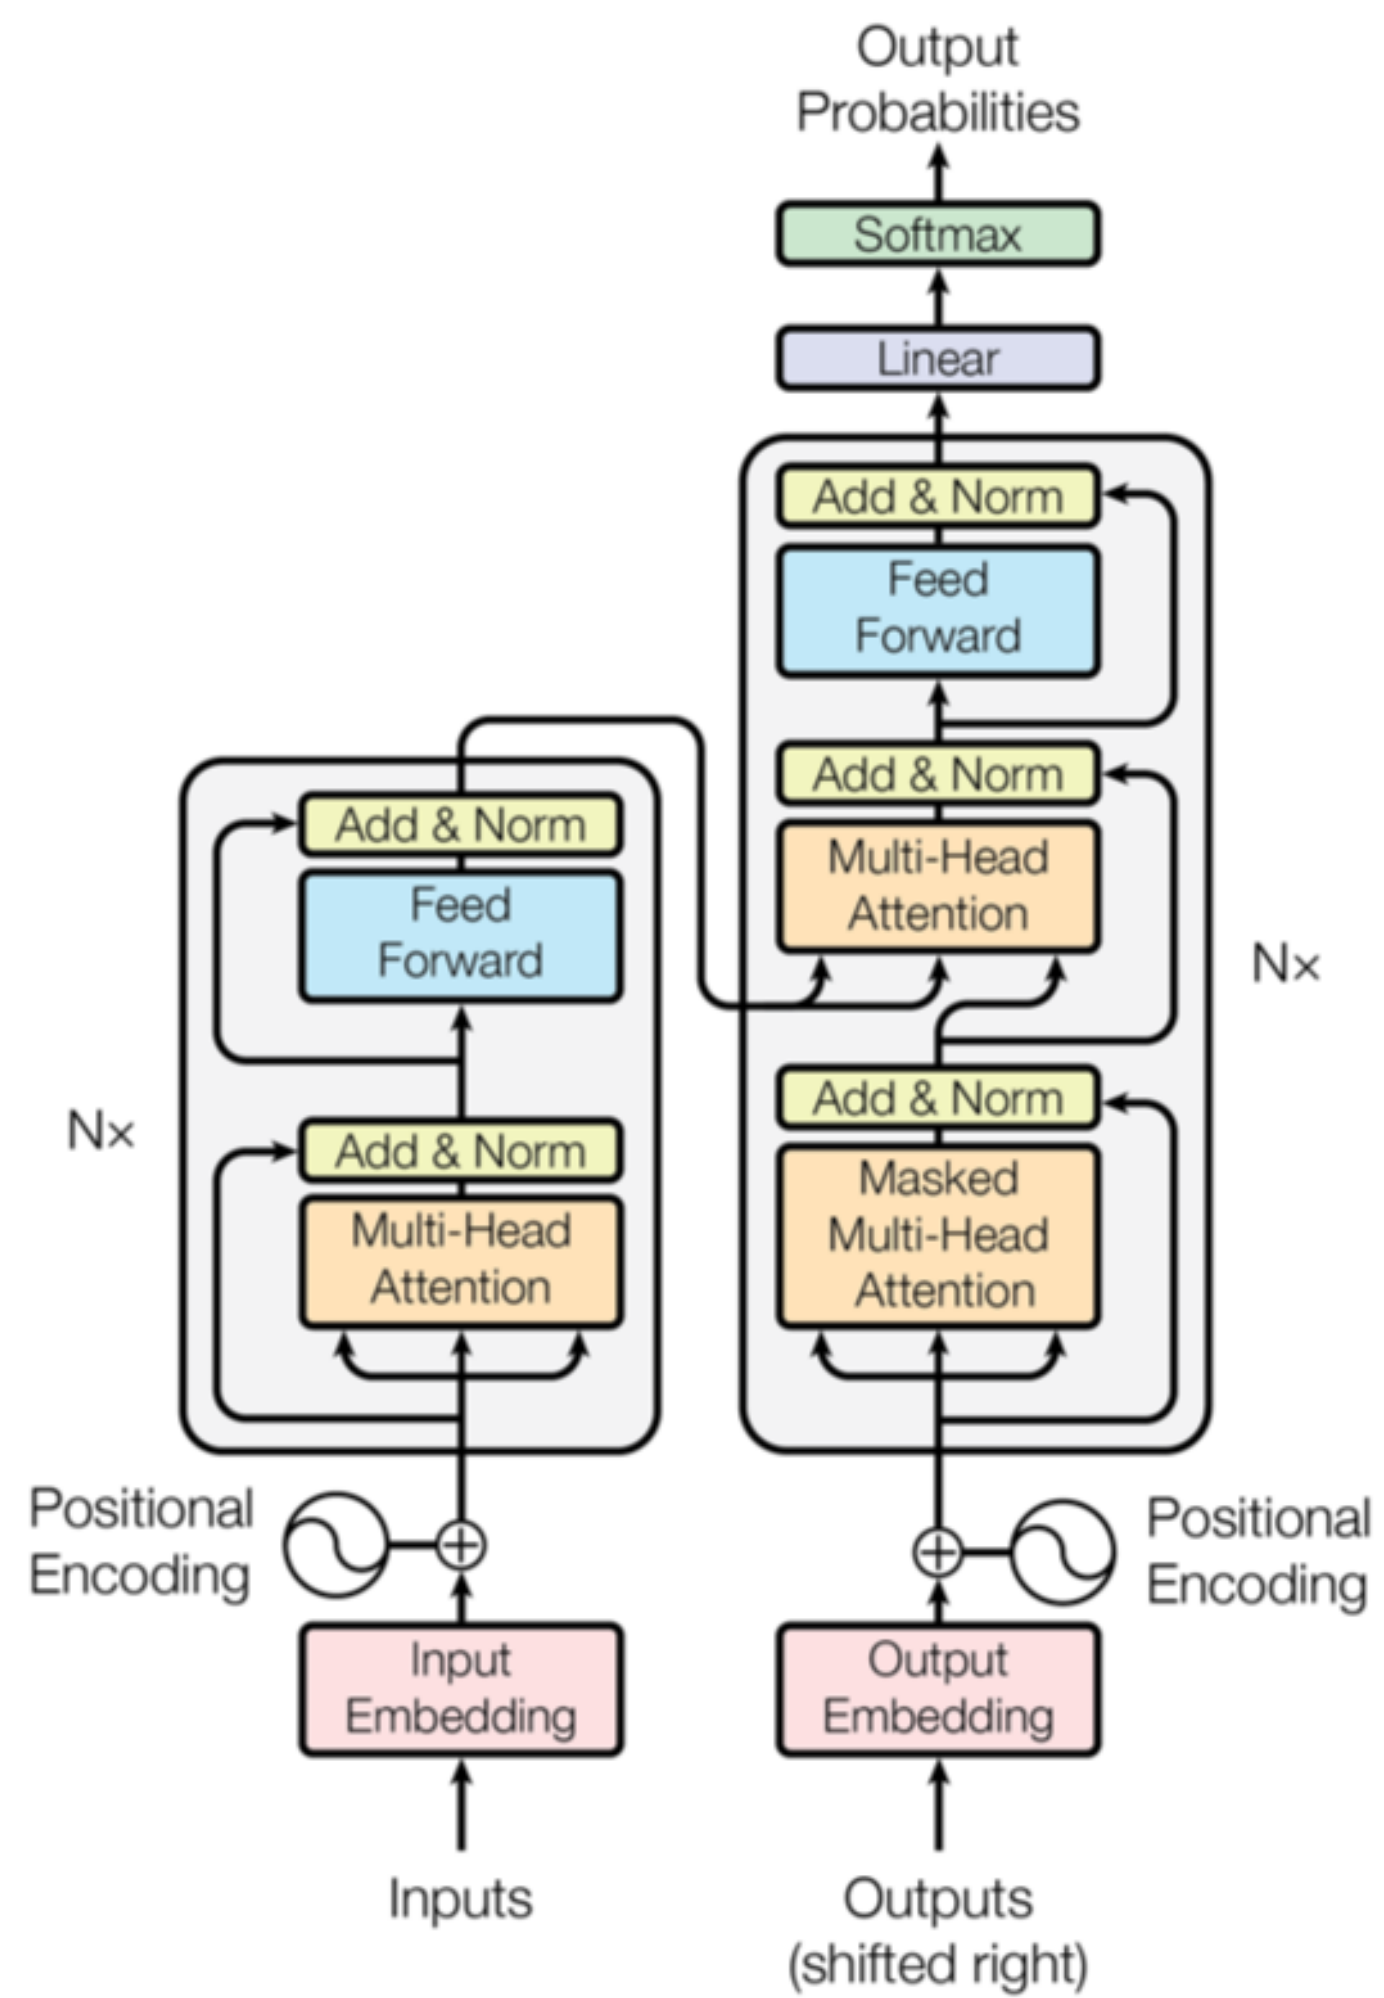 Output
Probabilities
Softmax
Linear
Add & Norm
Feed
Forward
Add & Norm
Multi-Head
Attention
Add & Norm
Masked
Multi-Head
Attention
N×
Positional
Encoding
Output
Embedding
Outputs
(shifted right)
Add & Norm
Feed
Forward
Add & Norm
Multi-Head
Attention
N×
Positional
Encoding
Input
Embedding
Inputs